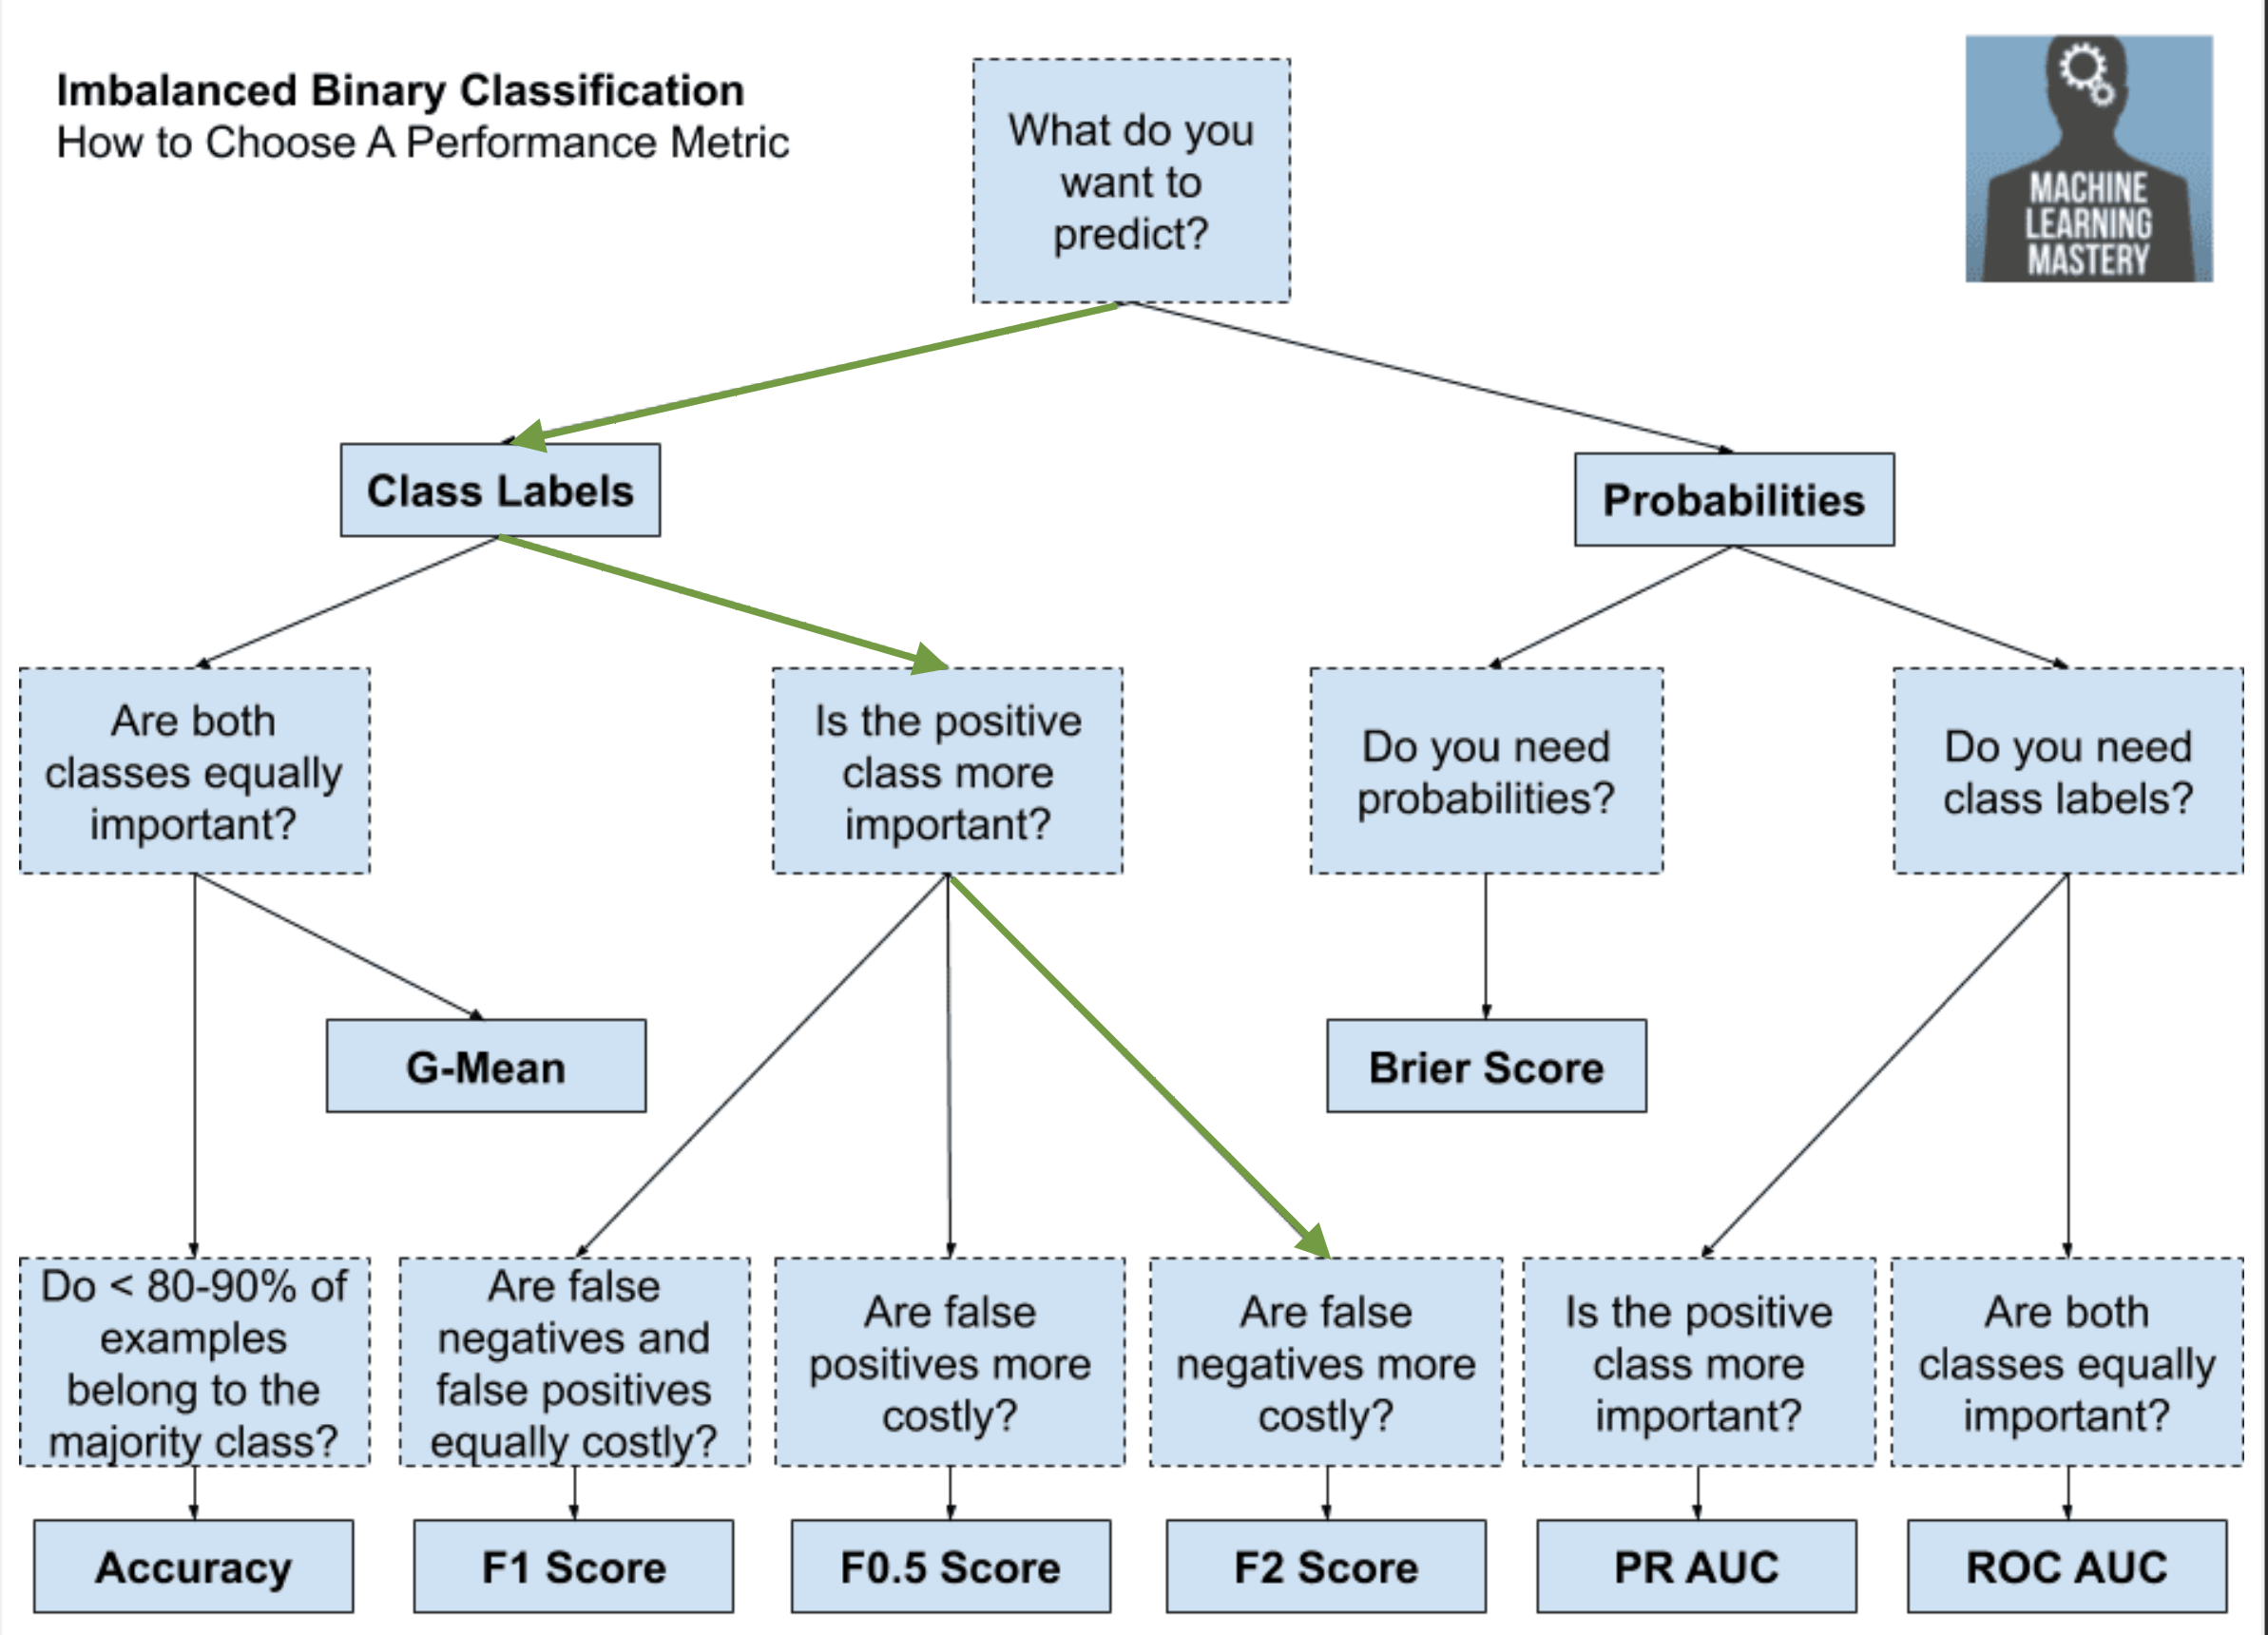 Imbalanced Binary Classification
How to Choose A Performance Metric
What do you
want to
predict?
MACHINE
LEARNING
MASTERY
Class Labels
Probabilities
Are both
classes equally
important?
Is the positive
class more
important?
Do you need
probabilities?
Do you need
class labels?
G-Mean
Brier Score
Do < 80-90% of
examples
belong to the
majority class?
Are false
negatives and
false positives
equally costly?
Are false
positives more
costly?
Are false
negatives more
costly?
Is the positive
class more
important?
Are both
classes equally
important?
Accuracy
F1 Score
F0.5 Score
F2 Score
PR AUC
ROC AUC